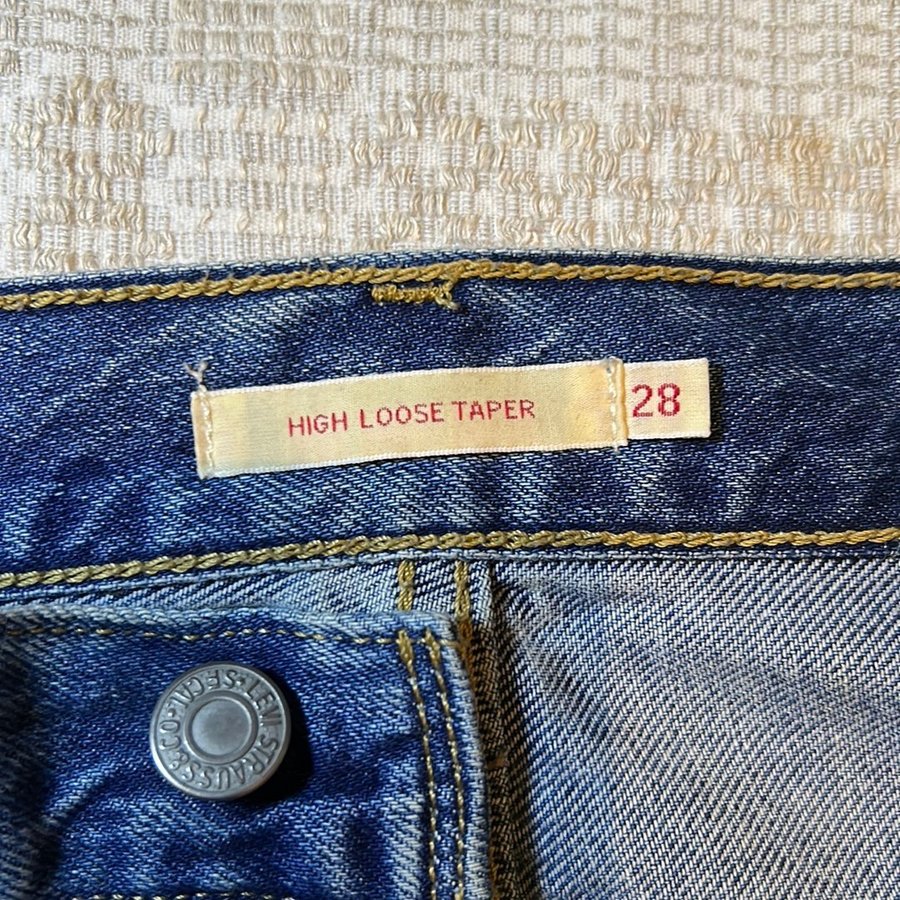 HIGH LOOSE TAPER
28
LEVI STRAUSS & CO. S.F. CAL.